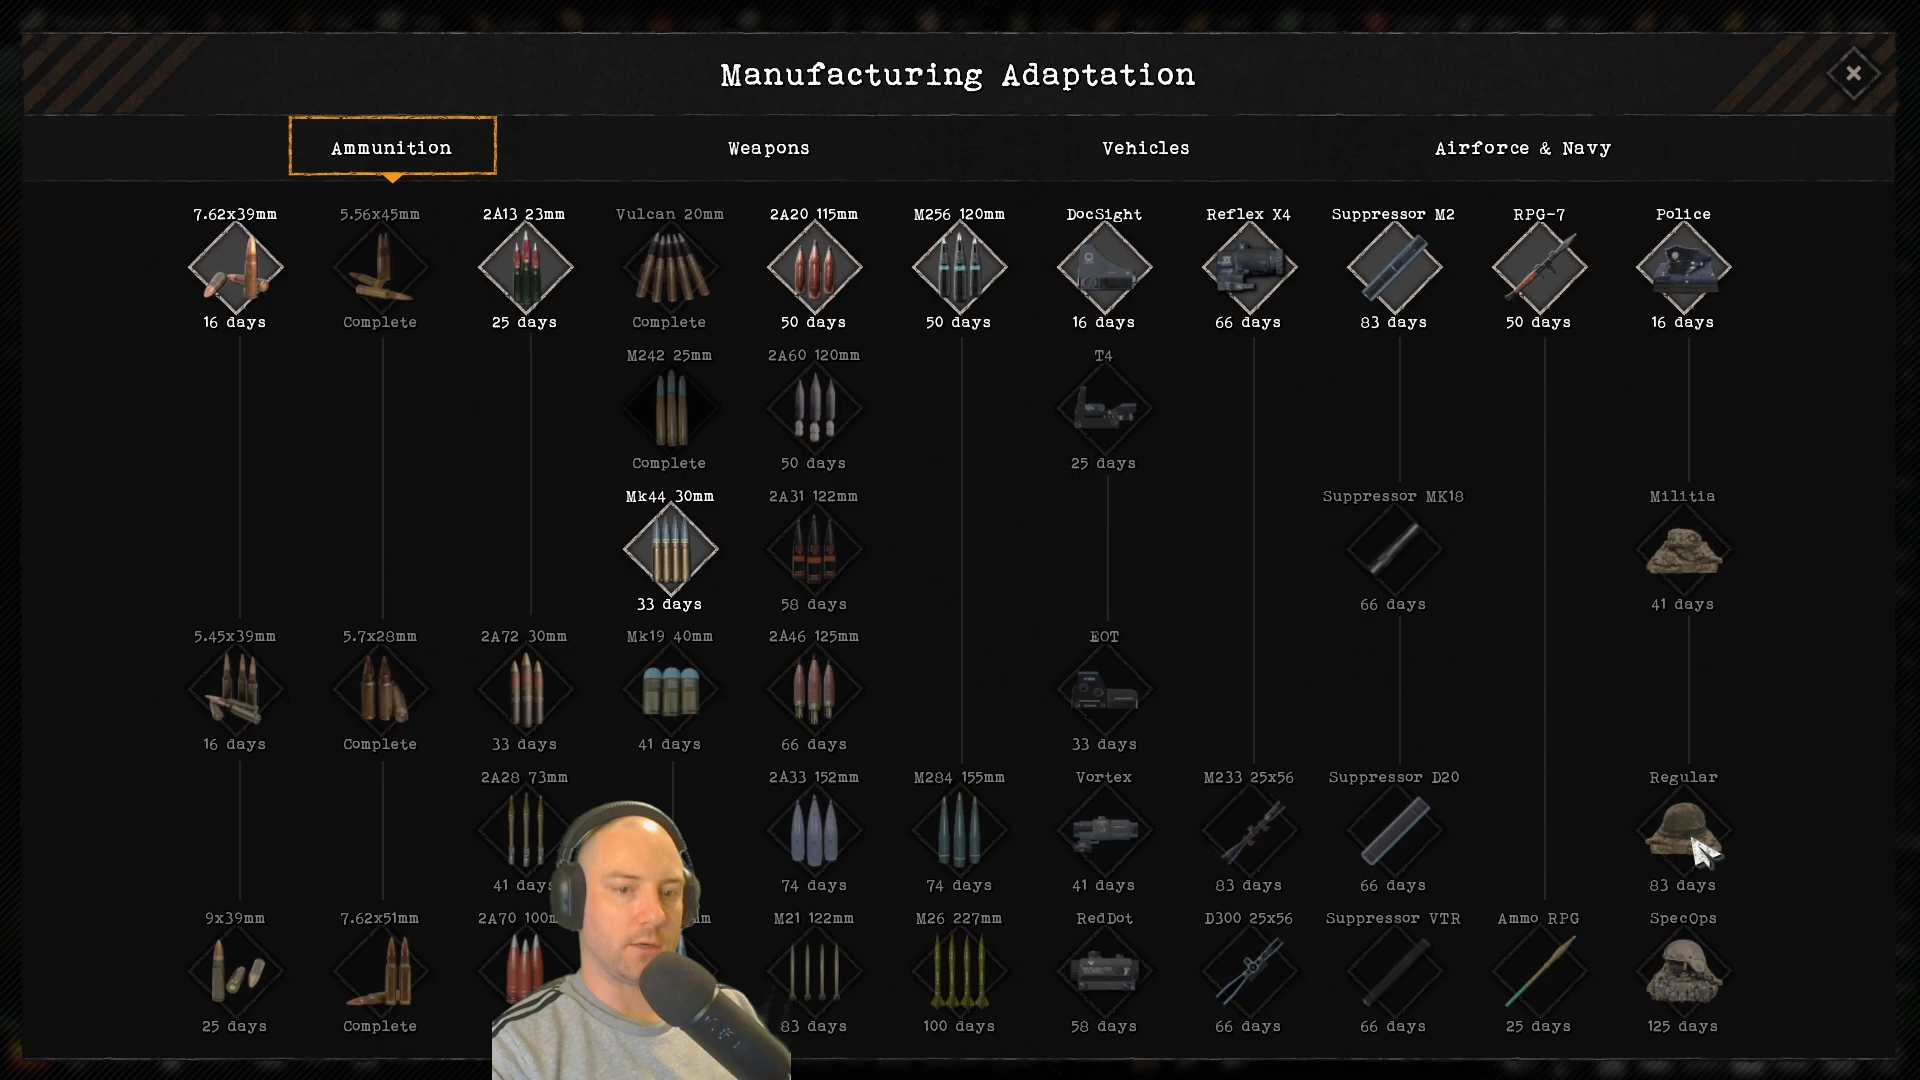 Manufacturing Adaptation
Ammunition Weapons Vehicles Airforce & Navy
7.62x39mm 5.56x45mm 2A13 23mm Vulcan 20mm 2A20 115mm M256 120mm DocSight Reflex X4 Suppressor M2 RPG-7 Police
16 days Complete 25 days Complete 50 days 50 days 16 days 66 days 83 days 50 days 16 days
M242 25mm 2A60 120mm T4
Complete 50 days 25 days
Mk44 30mm 2A31 122mm Suppressor MK18 Militia
33 days 58 days 66 days 41 days
5.45x39mm 5.7x28mm 2A72 30mm Mk19 40mm 2A46 125mm EOT
16 days Complete 33 days 41 days 66 days 33 days
2A28 73mm 2A33 152mm M284 155mm Vortex M233 25x56 Suppressor D20 Regular
41 days 74 days 74 days 41 days 83 days 66 days 83 days
9x39mm 7.62x51mm 2A70 M21 122mm M26 227mm RedDot D300 25x56 Suppressor VTR Ammo RPG SpecOps
25 days Complete 83 days 100 days 58 days 66 days 66 days 25 days 125 days